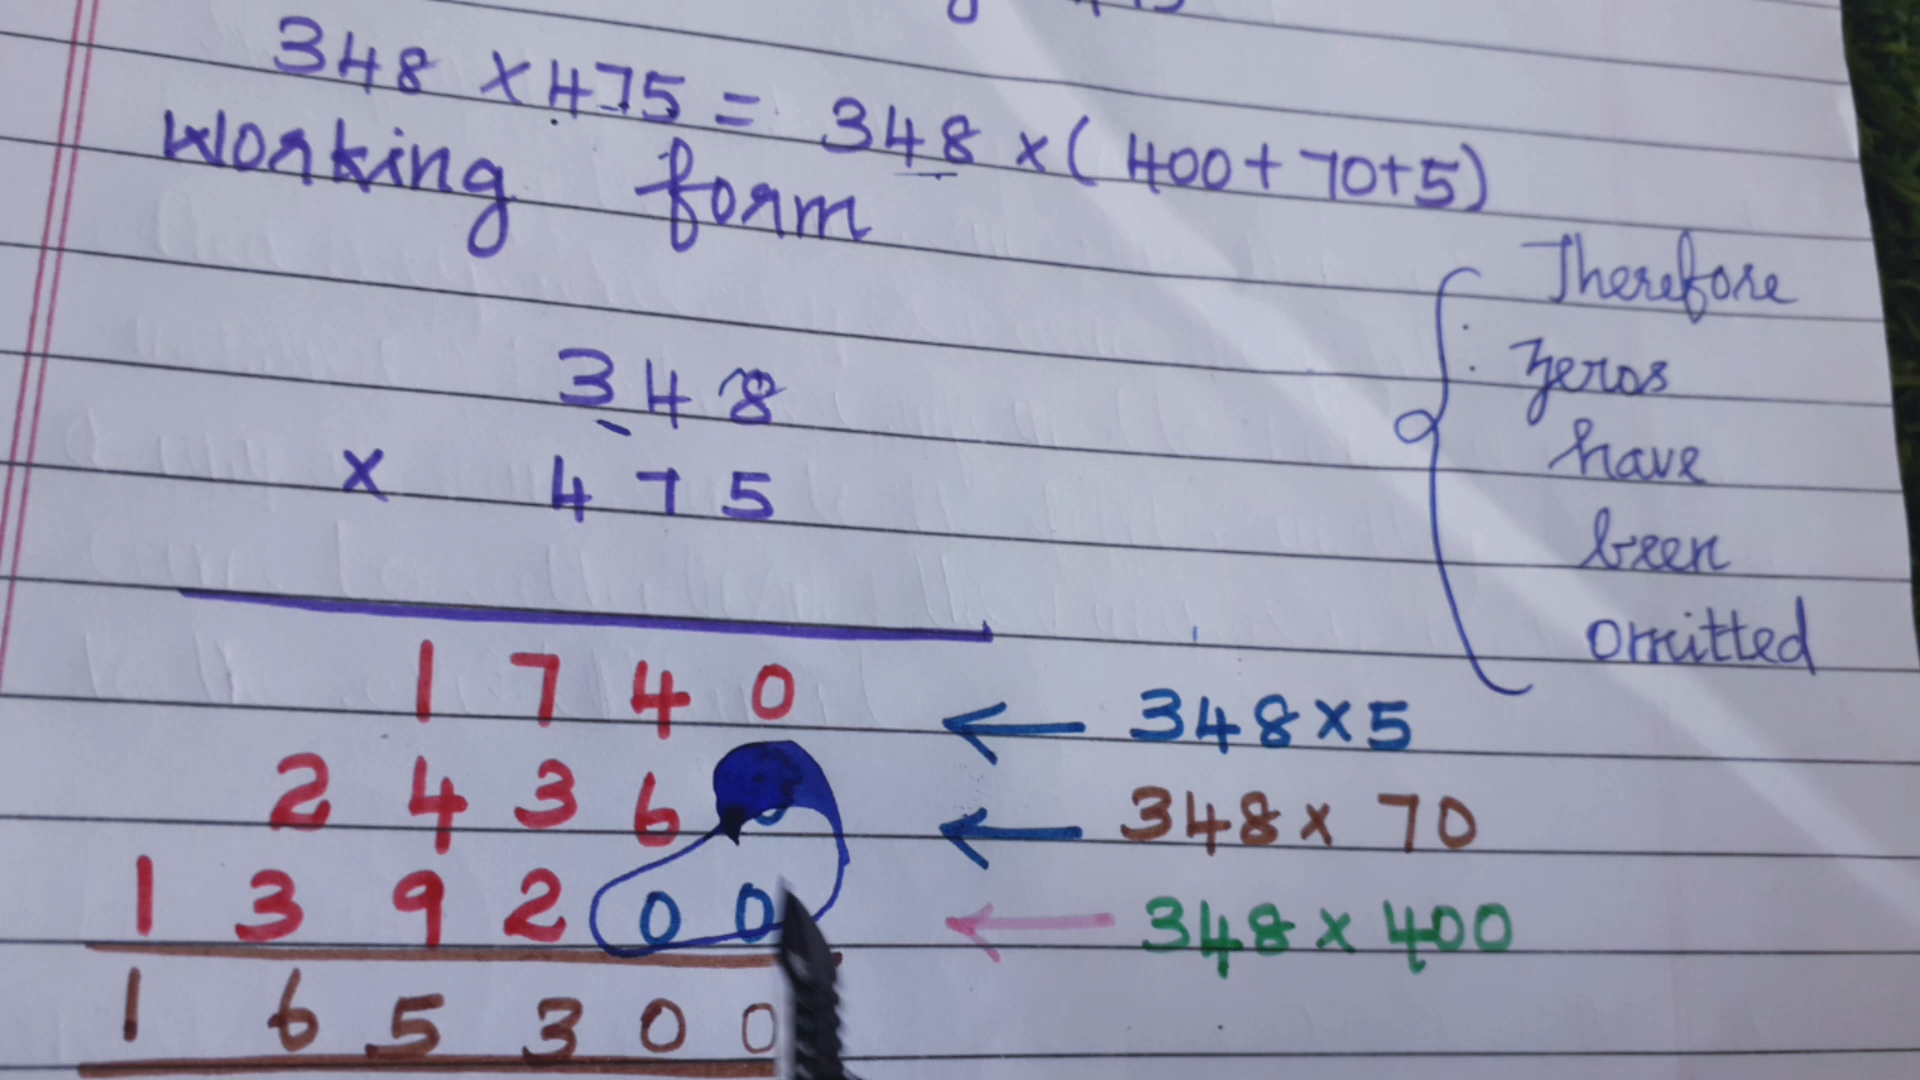 348 × 475 = 348 × (400 + 70 + 5)
Working form
Therefore
zeros
have
been
omitted
348
× 475
1740 ← 348 × 5
24360 ← 348 × 70
139200 ← 348 × 400
165300